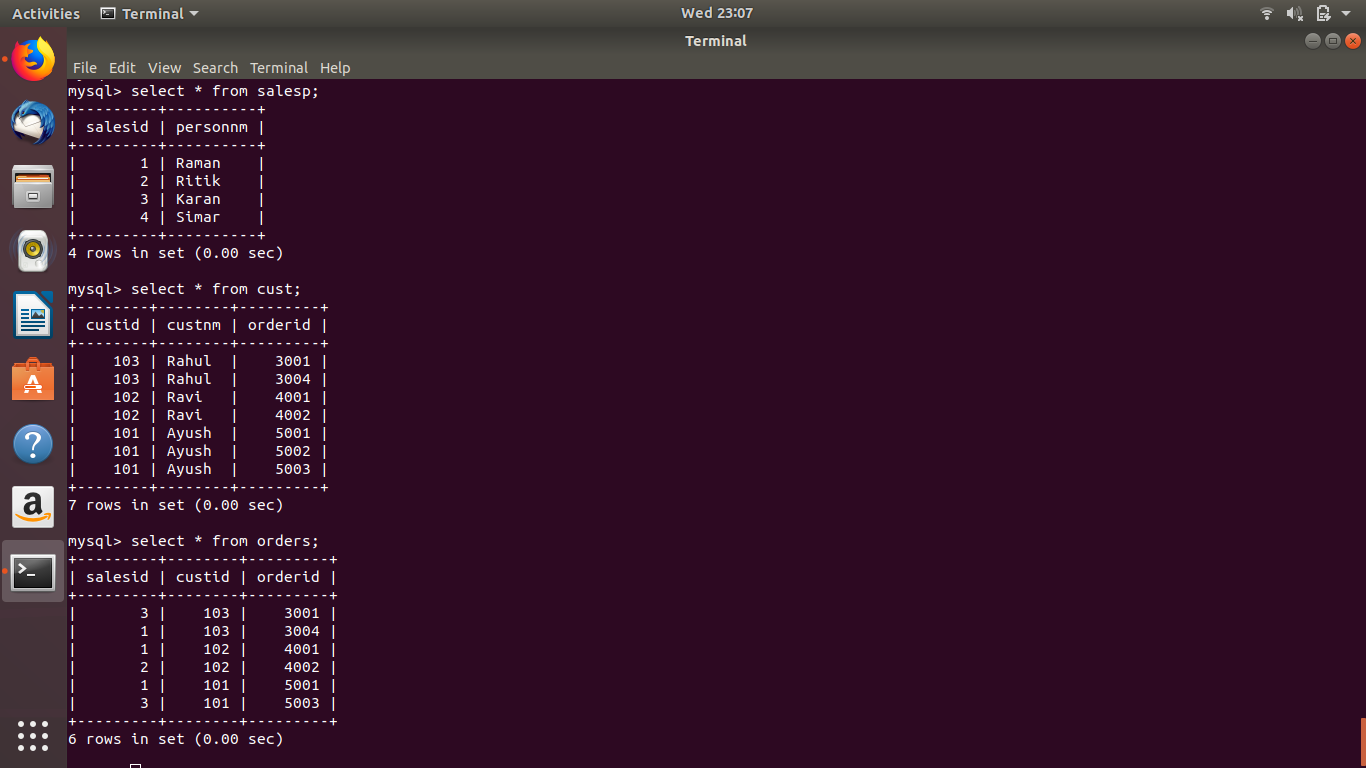 Activities Terminal Wed 23:07
Terminal
File Edit View Search Terminal Help
mysql> select * from salesp;
+---------+----------+
| salesid | personnm |
+---------+----------+
|       1 | Raman    |
|       2 | Ritik    |
|       3 | Karan    |
|       4 | Simar    |
+---------+----------+
4 rows in set (0.00 sec)
mysql> select * from cust;
+--------+--------+---------+
| custid | custnm | orderid |
+--------+--------+---------+
|    103 | Rahul  |    3001 |
|    103 | Rahul  |    3004 |
|    102 | Ravi   |    4001 |
|    102 | Ravi   |    4002 |
|    101 | Ayush  |    5001 |
|    101 | Ayush  |    5002 |
|    101 | Ayush  |    5003 |
+--------+--------+---------+
7 rows in set (0.00 sec)
mysql> select * from orders;
+---------+--------+---------+
| salesid | custid | orderid |
+---------+--------+---------+
|       3 |    103 |    3001 |
|       1 |    103 |    3004 |
|       1 |    102 |    4001 |
|       2 |    102 |    4002 |
|       1 |    101 |    5001 |
|       3 |    101 |    5003 |
+---------+--------+---------+
6 rows in set (0.00 sec)